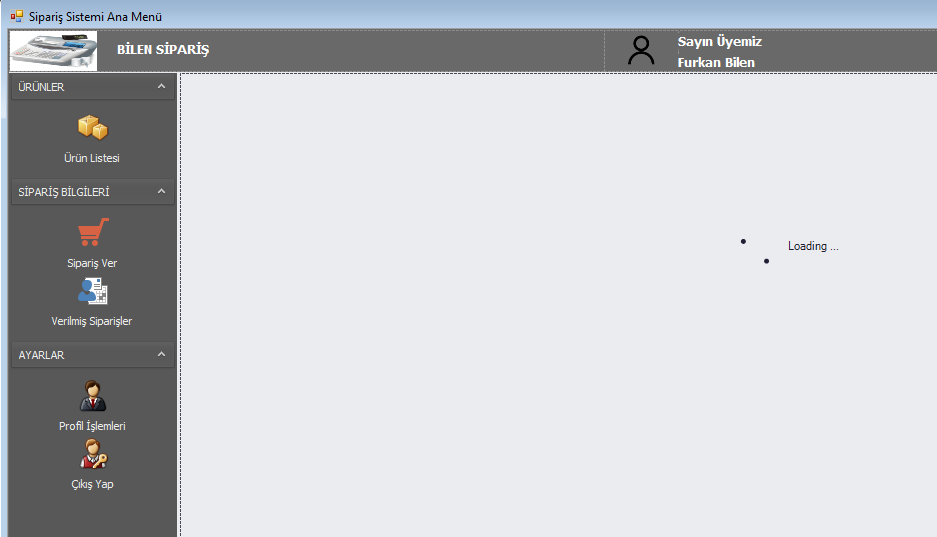 Sipariş Sistemi Ana Menü
BİLEN SİPARİŞ
Sayın Üyemiz
Furkan Bilen
ÜRÜNLER
Ürün Listesi
SİPARİŞ BİLGİLERİ
Sipariş Ver
Verilmiş Siparişler
AYARLAR
Profil İşlemleri
Çıkış Yap
Loading ...